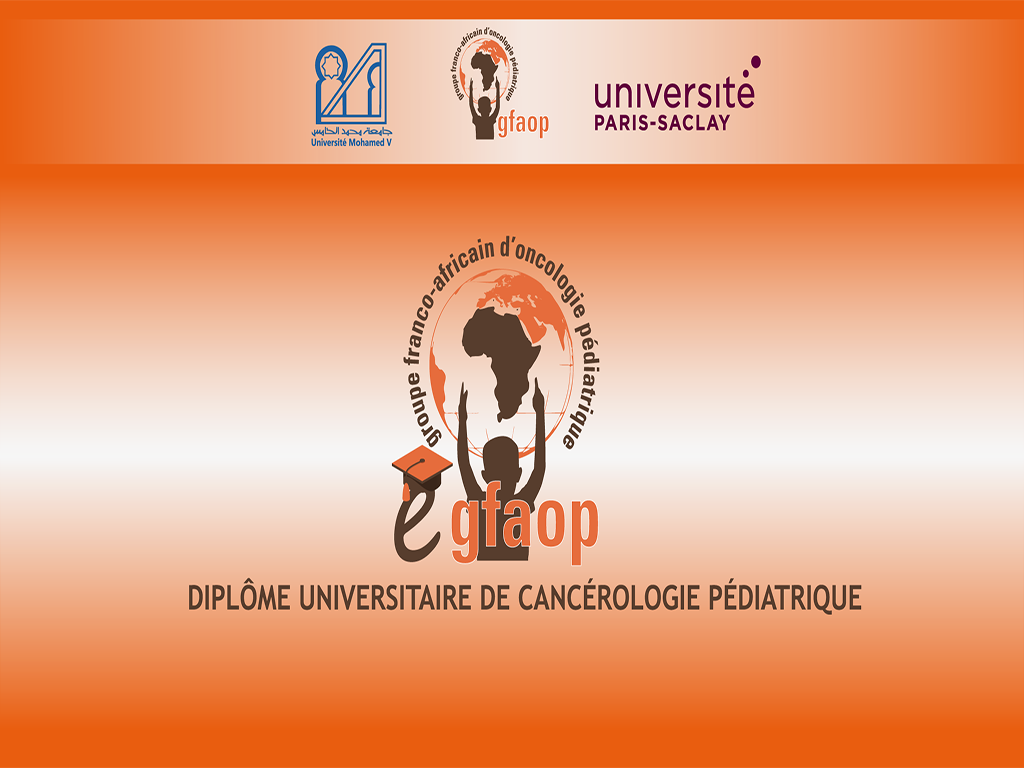 جامعة محمد الخامس
Université Mohamed V
groupe franco-africain d'oncologie pédiatrique
gfaop
université
PARIS-SACLAY
groupe franco-africain d'oncologie pédiatrique
e gfaop
DIPLÔME UNIVERSITAIRE DE CANCÉROLOGIE PÉDIATRIQUE